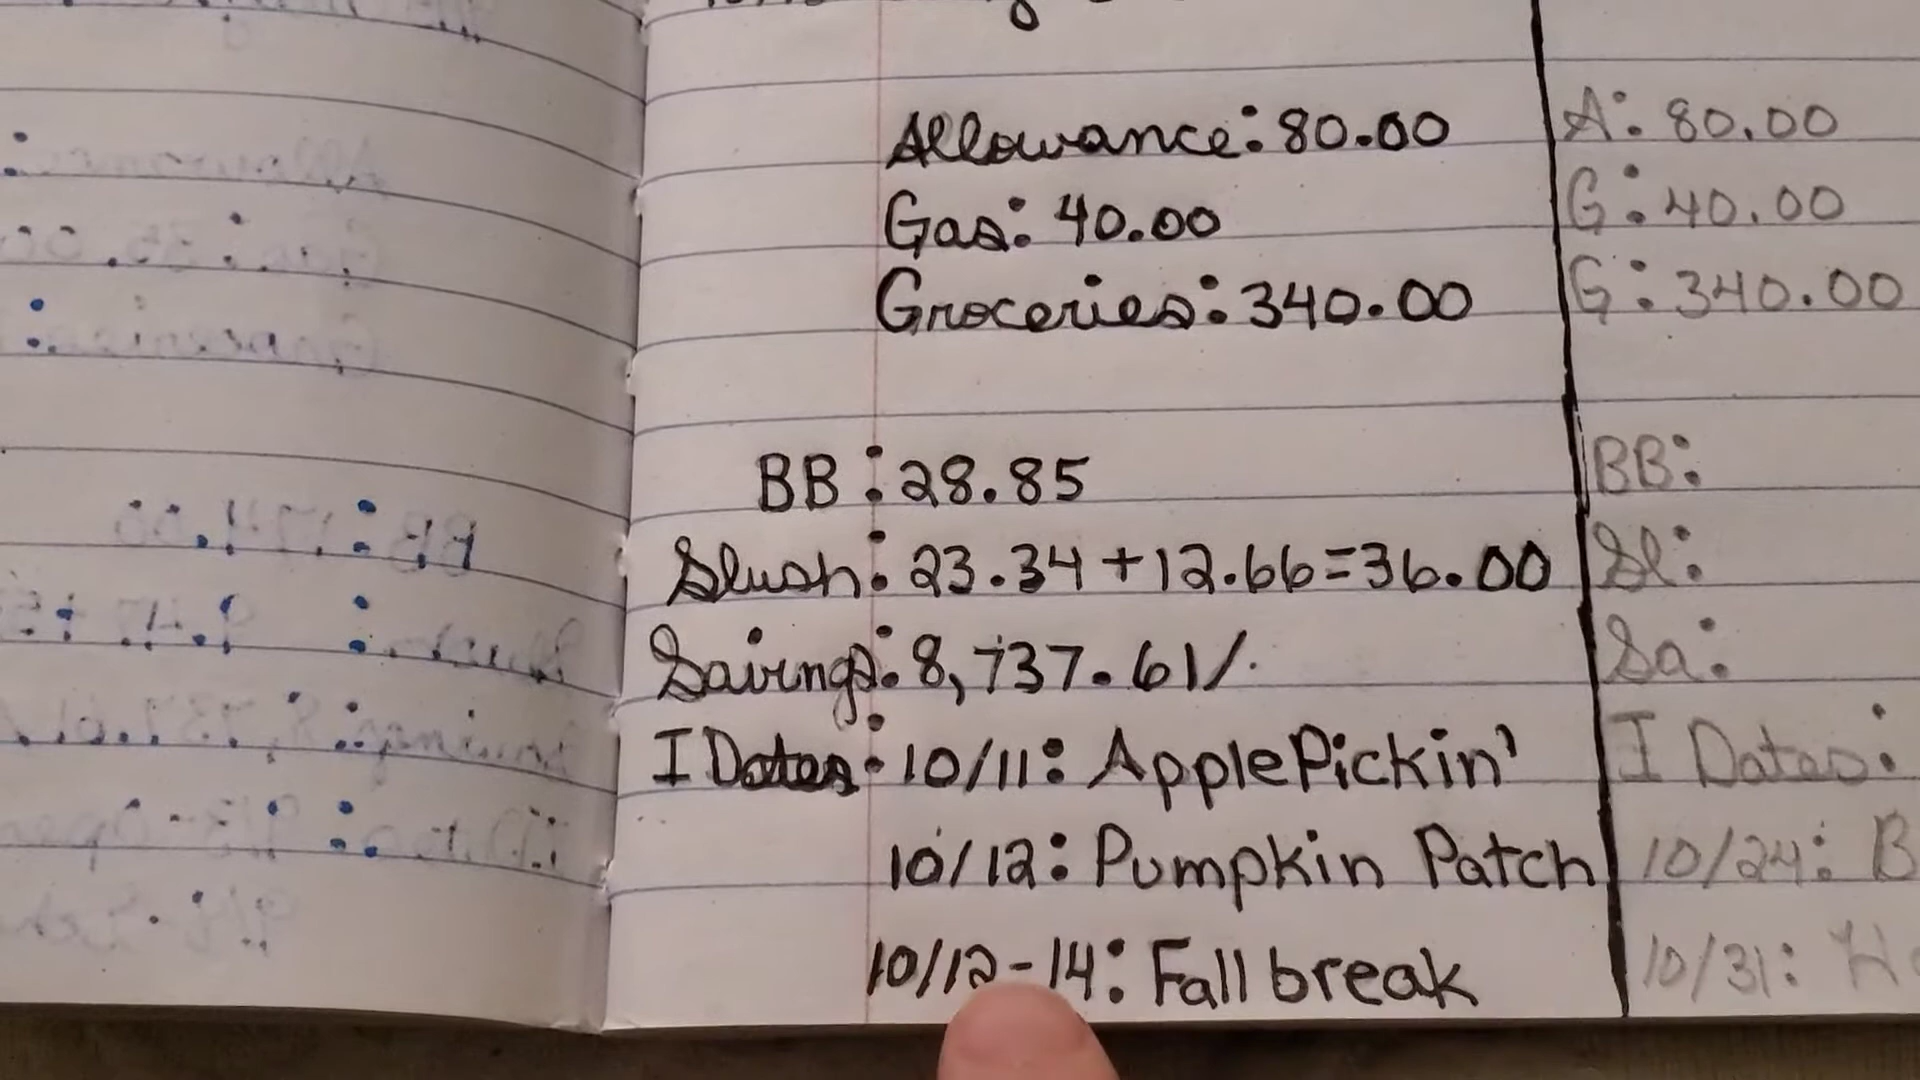 Allowance: 80.00
Gas: 40.00
Groceries: 340.00
BB: 28.85
Slush: 23.34 + 12.66 = 36.00
Savings: 8,737.61/.
I Dates: 10/11: Apple Pickin'
10/12: Pumpkin Patch
10/12-14: Fall break
A: 80.00
G: 40.00
G: 340.00
BB:
Sl:
Sa:
I Dates:
10/24: B
10/31: H